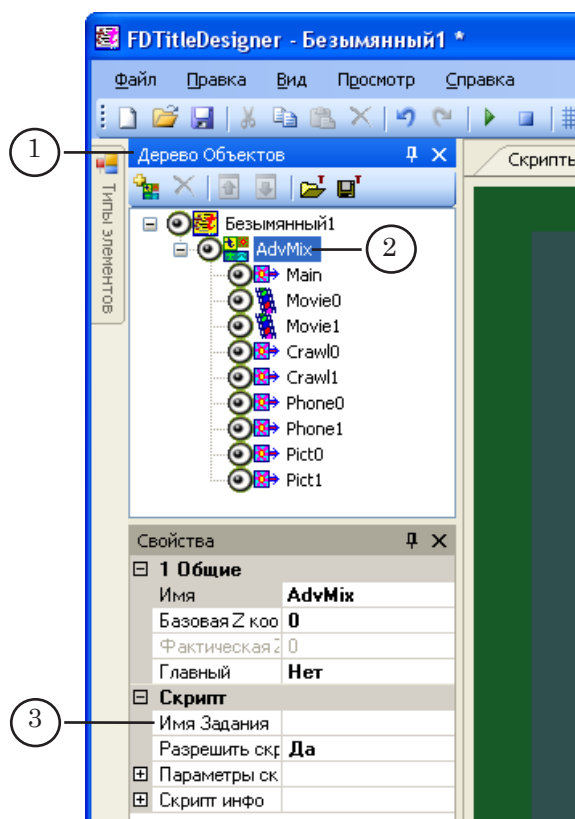 FDTitleDesigner - Безымянный1 *
Файл Правка Вид Просмотр Справка
1
Дерево Объектов
Скрипты
Типы элементов
Безымянный1
AdvMix
2
Main
Movie0
Movie1
Crawl0
Crawl1
Phone0
Phone1
Pict0
Pict1
Свойства
1 Общие
Имя AdvMix
Базовая Z коо 0
Фактическая Z 0
Главный Нет
Скрипт
3
Имя Задания
Разрешить скр Да
Параметры ск
Скрипт инфо